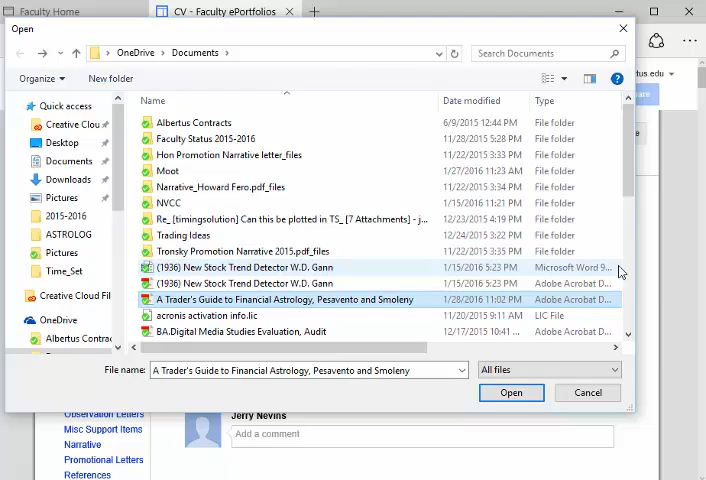 Faculty Home
CV - Faculty ePortfolios
Open
OneDrive
Documents
Search Documents
Organize
New folder
Name
Date modified
Type
Quick access
Creative Clou
Desktop
Documents
Downloads
Pictures
2015-2016
ASTROLOG
Pictures
Time_Set
Creative Cloud Fil
OneDrive
Albertus Contrac
Albertus Contracts 6/9/2015 12:44 PM File folder
Faculty Status 2015-2016 11/28/2015 5:28 PM File folder
Hon Promotion Narrative letter_files 11/22/2015 3:33 PM File folder
Moot 1/27/2016 11:23 AM File folder
Narrative_Howard Fero.pdf_files 11/22/2015 3:34 PM File folder
NVCC 1/15/2016 11:21 PM File folder
Re_ [timingsolution] Can this be plotted in TS_ [7 Attachments] - j... 12/23/2015 4:19 PM File folder
Trading Ideas 12/23/2015 6:43 PM File folder
Tronsky Promotion Narrative 2015.pdf_files 11/22/2015 3:35 PM File folder
(1936) New Stock Trend Detector W.D. Gann 1/15/2016 5:23 PM Microsoft Word 9...
(1936) New Stock Trend Detector W.D. Gann 1/15/2016 5:23 PM Adobe Acrobat D...
A Trader's Guide to Financial Astrology, Pesavento and Smoleny 1/28/2016 11:02 PM Adobe Acrobat D...
acronis activation info.lic 11/20/2015 9:11 AM LIC File
BA.Digital Media Studies Evaluation, Audit 12/17/2015 10:41 ... Adobe Acrobat D...
File name:
A Trader's Guide to Financial Astrology, Pesavento and Smoleny
All files
Open
Cancel
tus.edu
hare
Observation Letters
Misc Support Items
Narrative
Promotional Letters
References
Jerry Nevins
Add a comment